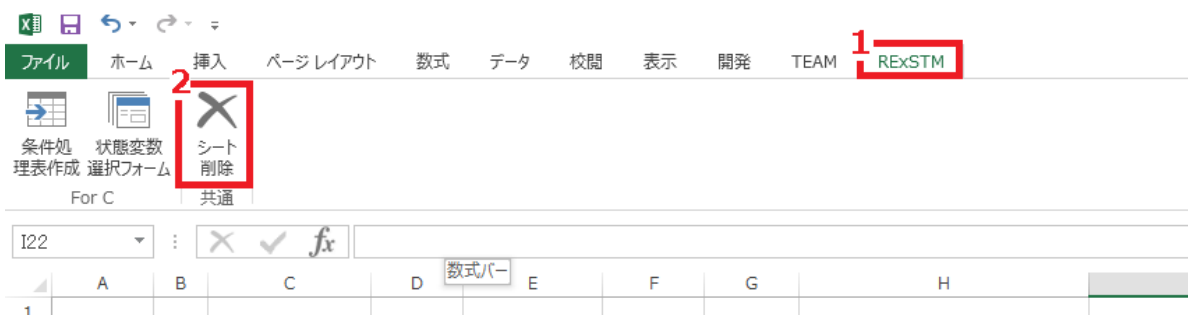 1
ファイル ホーム 挿入 ページ レイアウト 数式 データ 校閲 表示 開発 TEAM RExSTM
2
条件処理表作成
状態変数選択フォーム
シート削除
For C 共通
I22 fx
数式バー
A B C D E F G H
1